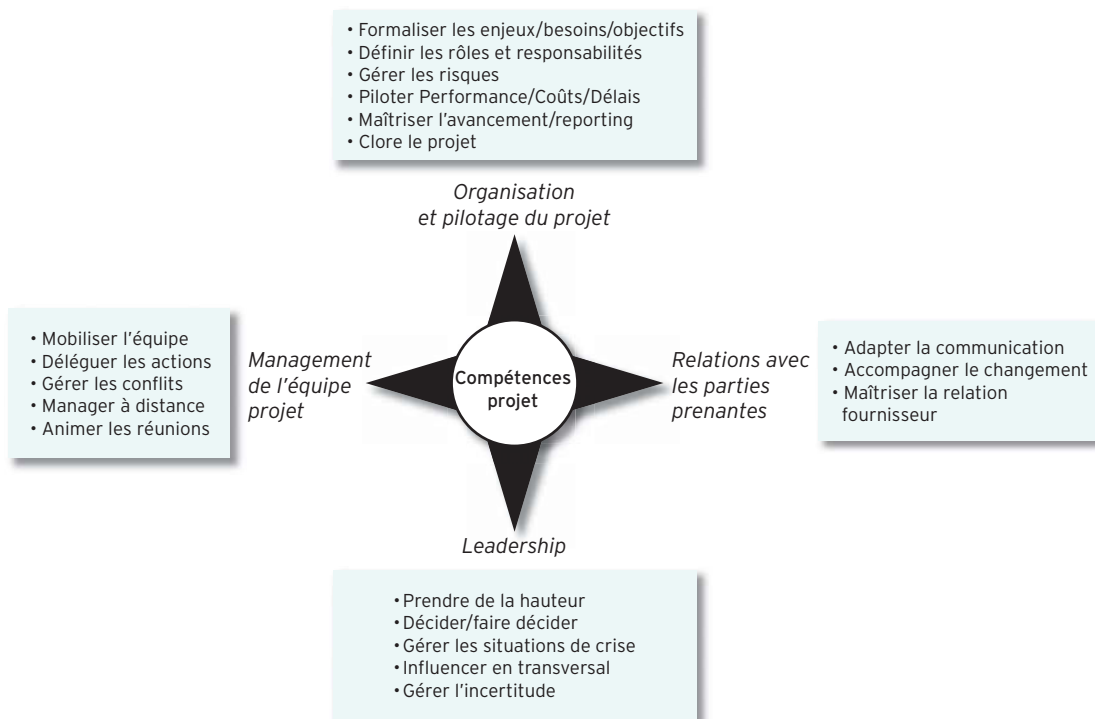 • Formaliser les enjeux/besoins/objectifs
• Définir les rôles et responsabilités
• Gérer les risques
• Piloter Performance/Coûts/Délais
• Maîtriser l'avancement/reporting
• Clore le projet
Organisation
et pilotage du projet
• Mobiliser l'équipe
• Déléguer les actions
• Gérer les conflits
• Manager à distance
• Animer les réunions
Management
de l'équipe
projet
Compétences
projet
Relations avec
les parties
prenantes
• Adapter la communication
• Accompagner le changement
• Maîtriser la relation
fournisseur
Leadership
• Prendre de la hauteur
• Décider/faire décider
• Gérer les situations de crise
• Influencer en transversal
• Gérer l'incertitude